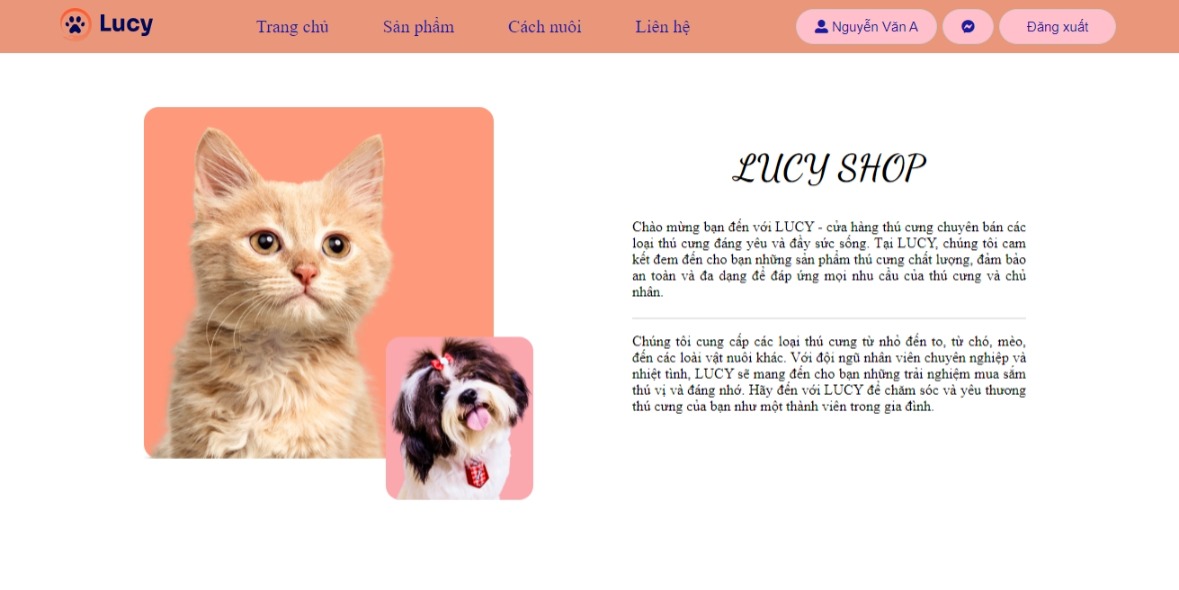 Lucy
Trang chủ
Sản phẩm
Cách nuôi
Liên hệ
Nguyễn Văn A
Đăng xuất
LUCY SHOP
Chào mừng bạn đến với LUCY - cửa hàng thú cưng chuyên bán các
loại thú cưng đáng yêu và đầy sức sống. Tại LUCY, chúng tôi cam
kết đem đến cho bạn những sản phẩm thú cưng chất lượng, đảm bảo
an toàn và đa dạng để đáp ứng mọi nhu cầu của thú cưng và chủ
nhân.
Chúng tôi cung cấp các loại thú cưng từ nhỏ đến to, từ chó, mèo,
đến các loài vật nuôi khác. Với đội ngũ nhân viên chuyên nghiệp và
nhiệt tình, LUCY sẽ mang đến cho bạn những trải nghiệm mua sắm
thú vị và đáng nhớ. Hãy đến với LUCY để chăm sóc và yêu thương
thú cưng của bạn như một thành viên trong gia đình.